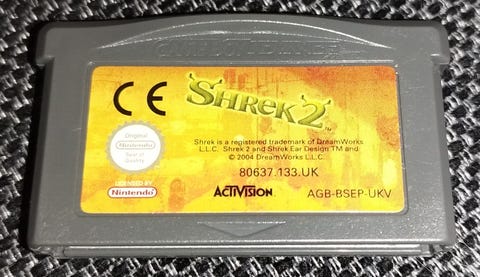 GAME BOY ADVANCE
CE
SHREK 2
TM
Original
Nintendo
Seal of
Quality
Shrek is a registered trademark of DreamWorks
L.L.C. Shrek 2 and Shrek Ear Design TM and
© 2004 DreamWorks L.L.C.
80637.133.UK
LICENSED BY
Nintendo
ACTIVISION
AGB-BSEP-UKV